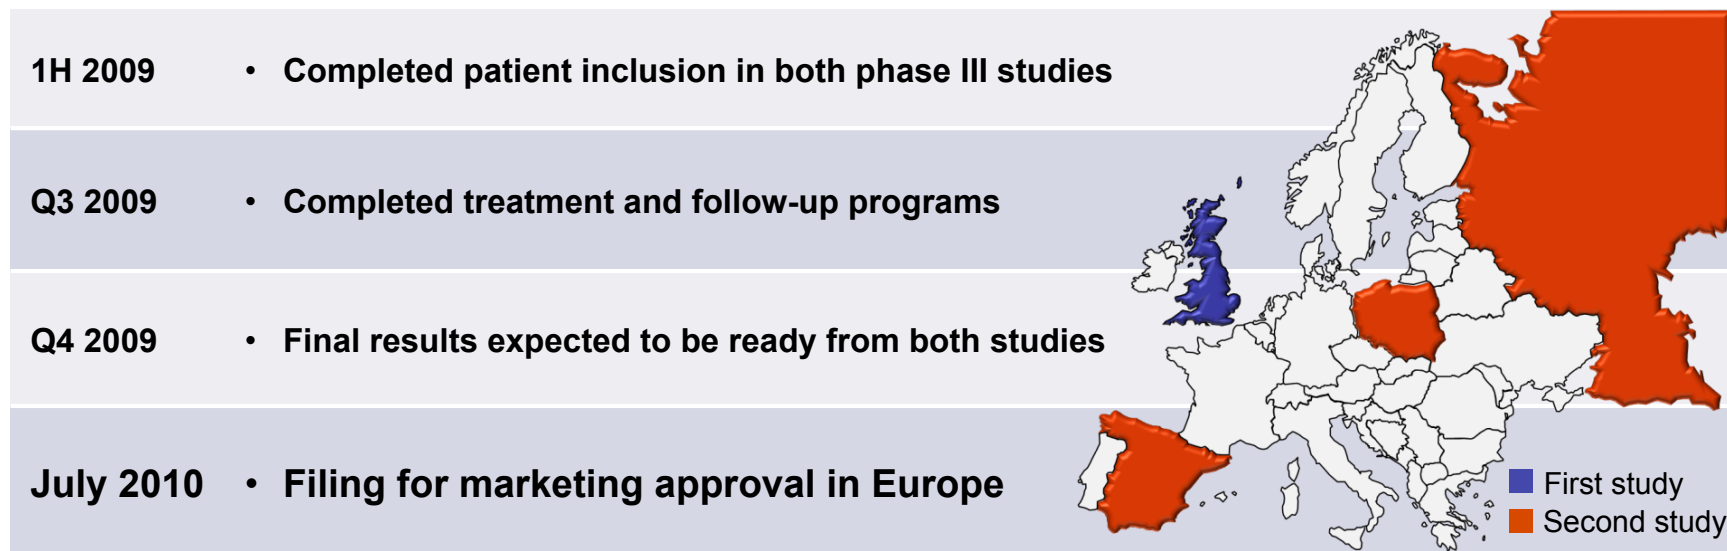 1H 2009 • Completed patient inclusion in both phase III studies
Q3 2009 • Completed treatment and follow-up programs
Q4 2009 • Final results expected to be ready from both studies
July 2010 • Filing for marketing approval in Europe
First study
Second study